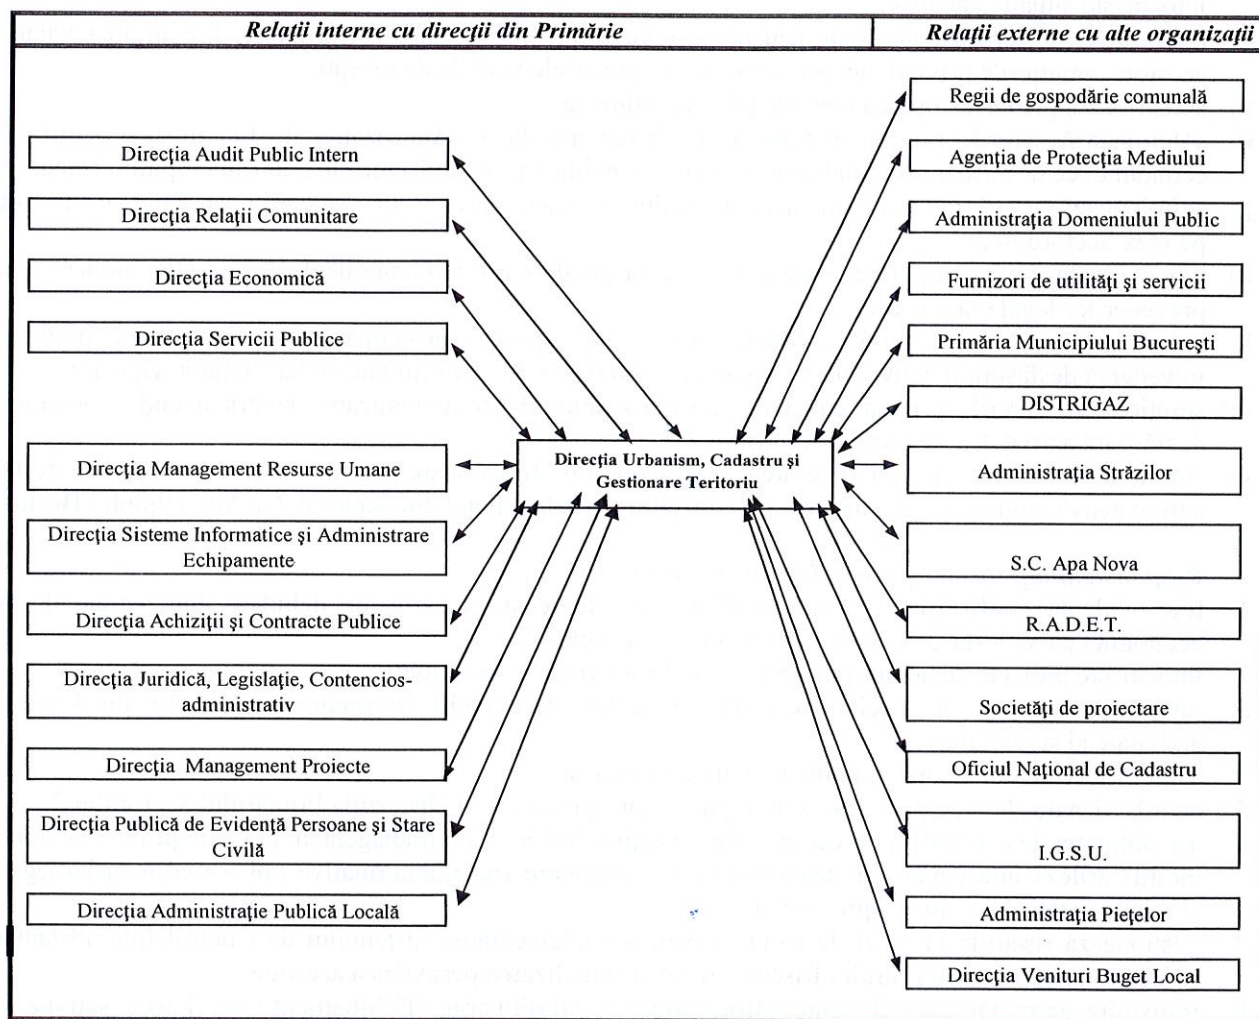 Relații interne cu direcții din Primărie
Relații externe cu alte organizații
Direcția Audit Public Intern
Direcția Relații Comunitare
Direcția Economică
Direcția Servicii Publice
Direcția Management Resurse Umane
Direcția Sisteme Informatice și Administrare
Echipamente
Direcția Achiziții și Contracte Publice
Direcția Juridică, Legislație, Contencios-
administrativ
Direcția Management Proiecte
Direcția Publică de Evidență Persoane și Stare
Civilă
Direcția Administrație Publică Locală
Direcția Urbanism, Cadastru și
Gestionare Teritoriu
Regii de gospodărie comunală
Agenția de Protecția Mediului
Administrația Domeniului Public
Furnizori de utilități și servicii
Primăria Municipiului București
DISTRIGAZ
Administrația Străzilor
S.C. Apa Nova
R.A.D.E.T.
Societăți de proiectare
Oficiul Național de Cadastru
I.G.S.U.
Administrația Piețelor
Direcția Venituri Buget Local